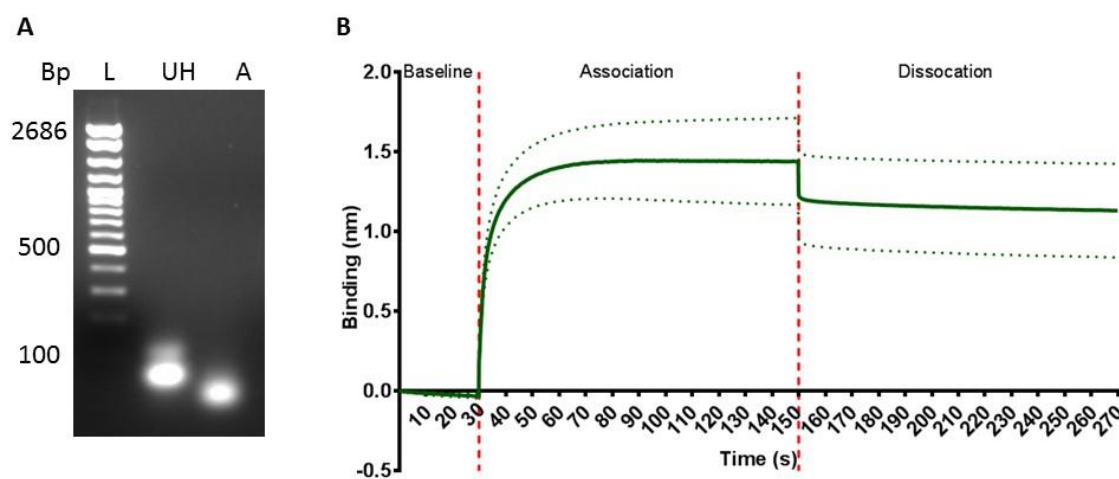 A
Bp L UH A
2686
500
100
B
Baseline Association Dissocation
2.0
1.5
1.0
0.5
0.0
-0.5
Binding (nm)
10 20 30 40 50 60 70 80 90 100 110 120 130 140 150 160 170 180 190 200 210 220 230 240 250 260 270
Time (s)